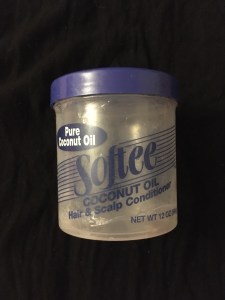 Pure
Coconut Oil
Softee
COCONUT OIL
Hair & Scalp Conditioner
NET WT 12 OZ